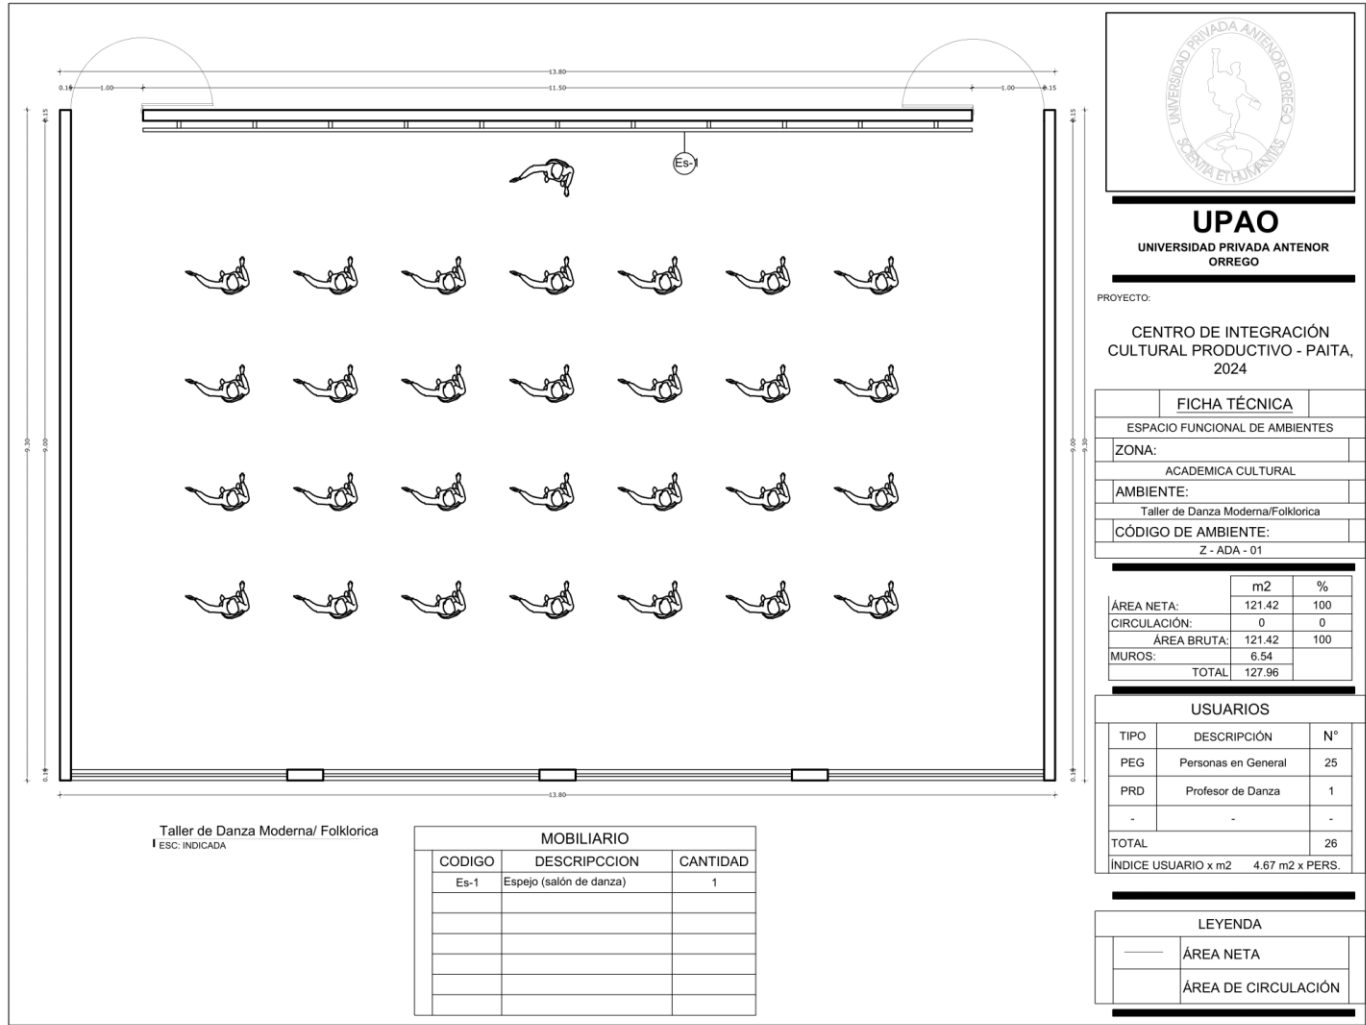 13.80
0.15
1.00
11.50
1.00
0.15
0.15
0.15
Es-1
9.30
9.00
9.00
9.30
0.15
0.15
13.80
Taller de Danza Moderna/ Folklorica
ESC: INDICADA
MOBILIARIO
CODIGO DESCRIPCCION CANTIDAD
Es-1 Espejo (salón de danza) 1
UNIVERSIDAD PRIVADA ANTENOR ORREGO
SCIENTIA ET HUMANITAS
UPAO
UNIVERSIDAD PRIVADA ANTENOR
ORREGO
PROYECTO:
CENTRO DE INTEGRACIÓN
CULTURAL PRODUCTIVO - PAITA,
2024
FICHA TÉCNICA
ESPACIO FUNCIONAL DE AMBIENTES
ZONA:
ACADEMICA CULTURAL
AMBIENTE:
Taller de Danza Moderna/Folklorica
CÓDIGO DE AMBIENTE:
Z - ADA - 01
m2 %
ÁREA NETA: 121.42 100
CIRCULACIÓN: 0 0
ÁREA BRUTA: 121.42 100
MUROS: 6.54
TOTAL 127.96
USUARIOS
TIPO DESCRIPCIÓN N°
PEG Personas en General 25
PRD Profesor de Danza 1
- - -
TOTAL 26
ÍNDICE USUARIO x m2 4.67 m2 x PERS.
LEYENDA
ÁREA NETA
ÁREA DE CIRCULACIÓN